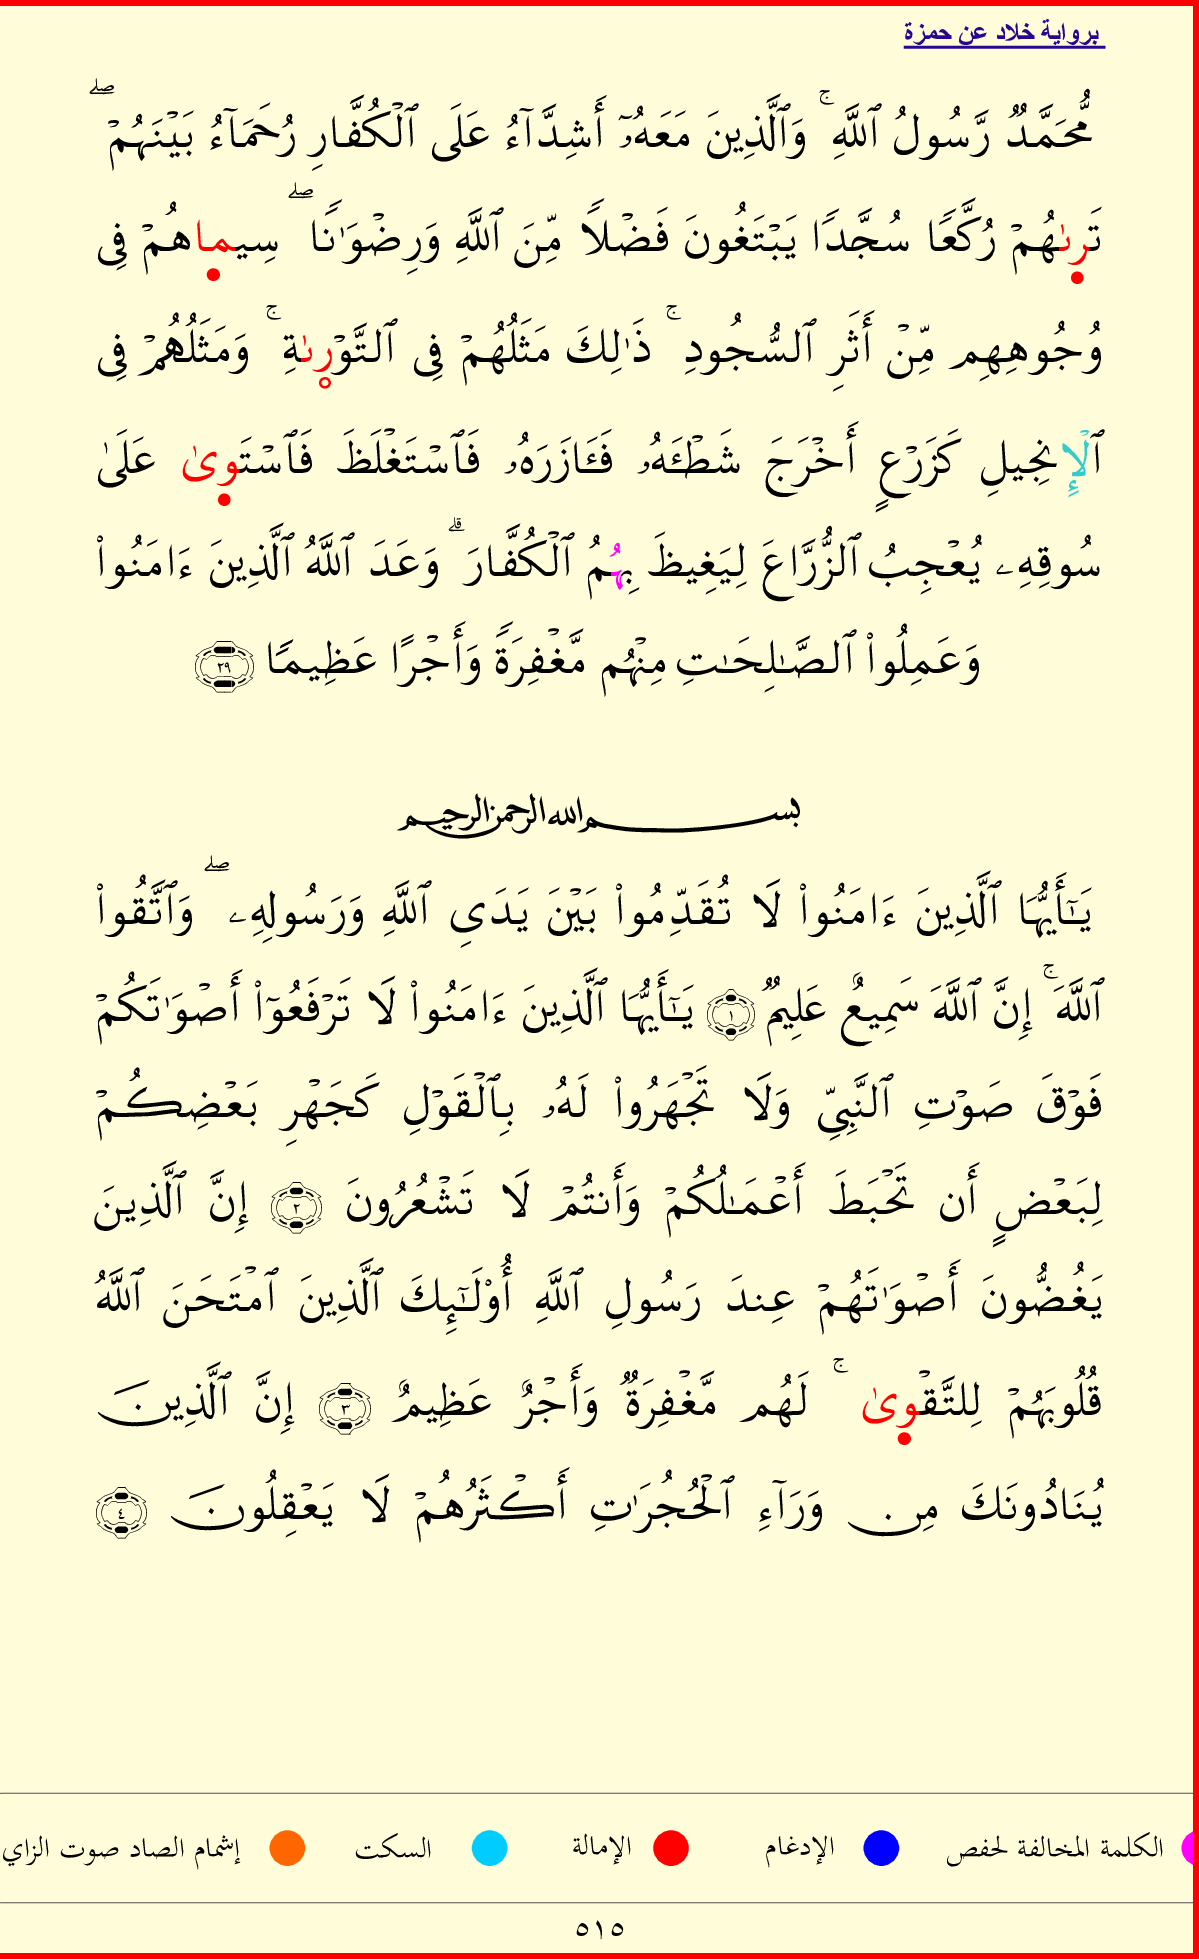 برواية خلاد عن حمزة
مُّحَمَّدٞ رَّسُولُ ٱللَّهِۚ وَٱلَّذِينَ مَعَهُۥٓ أَشِدَّآءُ عَلَى ٱلۡكُفَّارِ رُحَمَآءُ بَيۡنَهُمۡۖ
تَرىٰهُمۡ رُكَّعٗا سُجَّدٗا يَبۡتَغُونَ فَضۡلٗا مِّنَ ٱللَّهِ وَرِضۡوَٰنٗاۖ سِيماهُمۡ فِي
وُجُوهِهِم مِّنۡ أَثَرِ ٱلسُّجُودِۚ ذَٰلِكَ مَثَلُهُمۡ فِي ٱلتَّوۡرىٰةِۚ وَمَثَلُهُمۡ فِي
ٱلۡإِنجِيلِ كَزَرۡعٍ أَخۡرَجَ شَطۡـَٔهُۥ فَـَٔازَرَهُۥ فَٱسۡتَغۡلَظَ فَٱسۡتَوىٰ عَلَىٰ
سُوقِهِۦ يُعۡجِبُ ٱلزُّرَّاعَ لِيَغِيظَ بِهُمُ ٱلۡكُفَّارَۗ وَعَدَ ٱللَّهُ ٱلَّذِينَ ءَامَنُواْ
وَعَمِلُواْ ٱلصَّٰلِحَٰتِ مِنۡهُم مَّغۡفِرَةٗ وَأَجۡرًا عَظِيمَۢا ٢٩
بسم الله الرحمن الرحيم
يَٰٓأَيُّهَا ٱلَّذِينَ ءَامَنُواْ لَا تُقَدِّمُواْ بَيۡنَ يَدَيِ ٱللَّهِ وَرَسُولِهِۦۖ وَٱتَّقُواْ
ٱللَّهَۚ إِنَّ ٱللَّهَ سَمِيعٌ عَلِيمٞ ١ يَٰٓأَيُّهَا ٱلَّذِينَ ءَامَنُواْ لَا تَرۡفَعُوٓاْ أَصۡوَٰتَكُمۡ
فَوۡقَ صَوۡتِ ٱلنَّبِيِّ وَلَا تَجۡهَرُواْ لَهُۥ بِٱلۡقَوۡلِ كَجَهۡرِ بَعۡضِكُمۡ
لِبَعۡضٍ أَن تَحۡبَطَ أَعۡمَٰلُكُمۡ وَأَنتُمۡ لَا تَشۡعُرُونَ ٢ إِنَّ ٱلَّذِينَ
يَغُضُّونَ أَصۡوَٰتَهُمۡ عِندَ رَسُولِ ٱللَّهِ أُوْلَٰٓئِكَ ٱلَّذِينَ ٱمۡتَحَنَ ٱللَّهُ
قُلُوبَهُمۡ لِلتَّقۡوىٰۚ لَهُم مَّغۡفِرَةٞ وَأَجۡرٌ عَظِيمٌ ٣ إِنَّ ٱلَّذِينَ
يُنَادُونَكَ مِن وَرَآءِ ٱلۡحُجُرَٰتِ أَكۡثَرُهُمۡ لَا يَعۡقِلُونَ ٤
الكلمة المخالفة لحفص الإدغام الإمالة السكت إشمام الصاد صوت الزاي
٥١٥